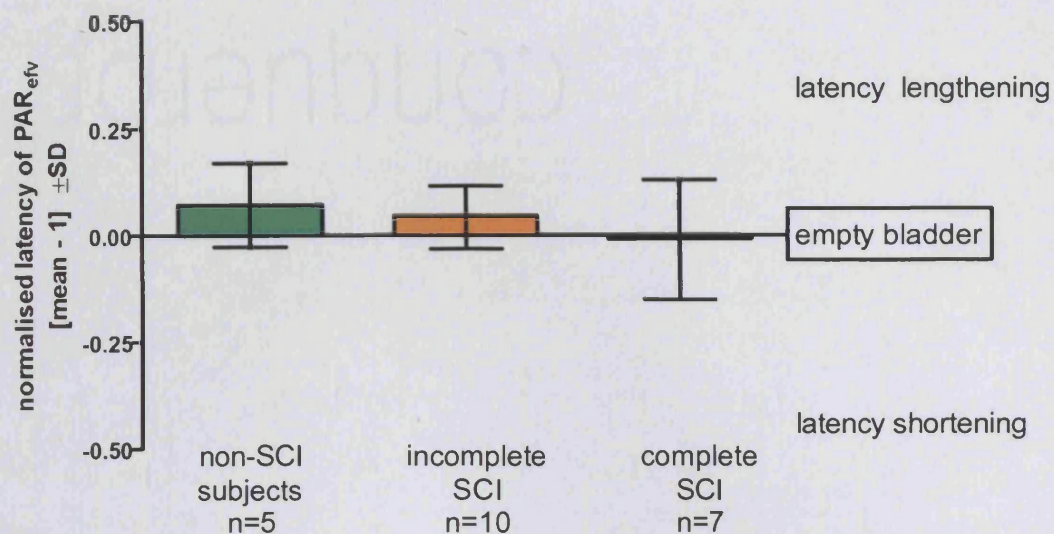 0.50
0.25
0.00
-0.25
-0.50
normalised latency of PARefv
[mean - 1] ±SD
latency lengthening
empty bladder
latency shortening
non-SCI
subjects
n=5
incomplete
SCI
n=10
complete
SCI
n=7